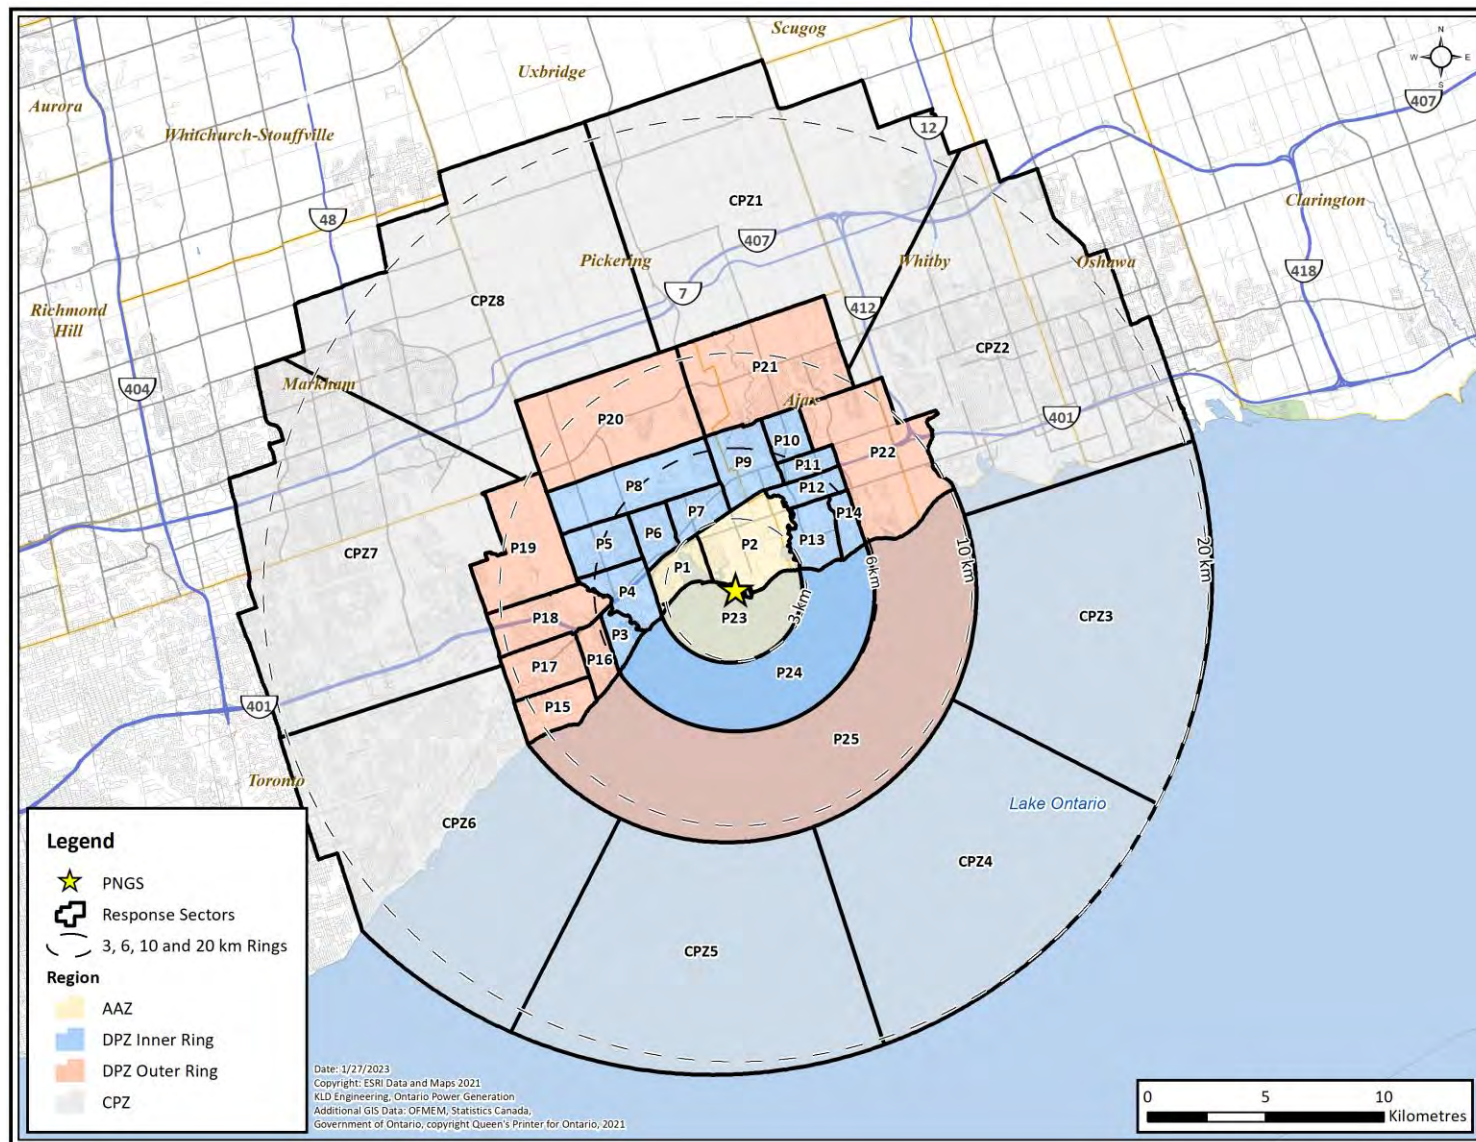 Scugog
N
W
E
S
Uxbridge
Aurora
407
12
Whitchurch-Stouffville
CPZ1
Clarington
48
407
Pickering
Whitby
Oshawa
418
7
CPZ8
Richmond
Hill
412
CPZ2
P21
Markham
404
Ajax
P20
401
P10
P22
P9
P11
P8
P12
P7
P14
P6
P5
P13
P2
P19
CPZ7
10 km
20 km
P1
6 km
P4
3 km
P23
P18
CPZ3
P3
P16
P17
P24
P15
401
P25
Toronto
Lake Ontario
CPZ6
CPZ4
CPZ5
Legend
PNGS
Response Sectors
3, 6, 10 and 20 km Rings
Region
AAZ
DPZ Inner Ring
DPZ Outer Ring
CPZ
Date: 1/27/2023
Copyright: ESRI Data and Maps 2021
KLD Engineering, Ontario Power Generation
Additional GIS Data: OFMEM, Statistics Canada,
Government of Ontario, copyright Queen's Printer for Ontario, 2021
0 5 10
Kilometres